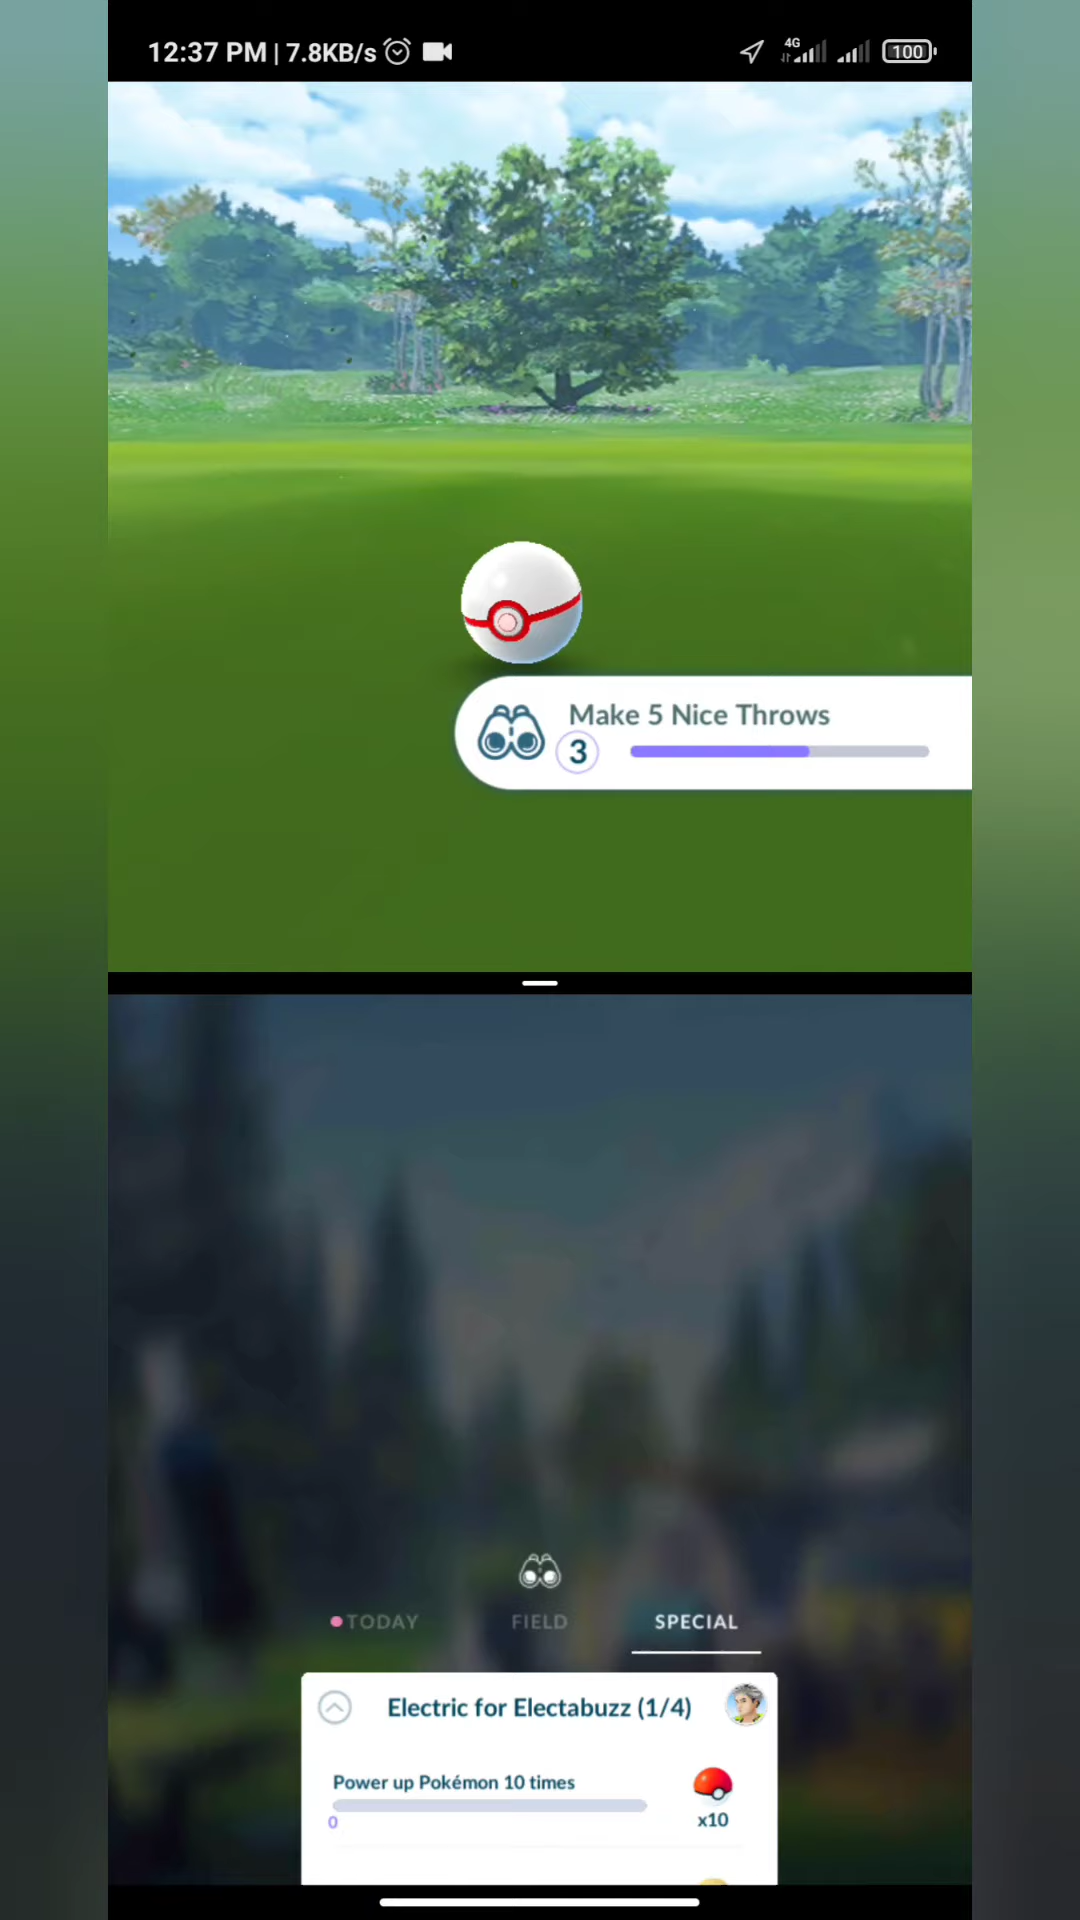 12:37 PM | 7.8KB/s 4G 100
Make 5 Nice Throws
3
TODAY FIELD SPECIAL
Electric for Electabuzz (1/4)
Power up Pokémon 10 times
0
x10